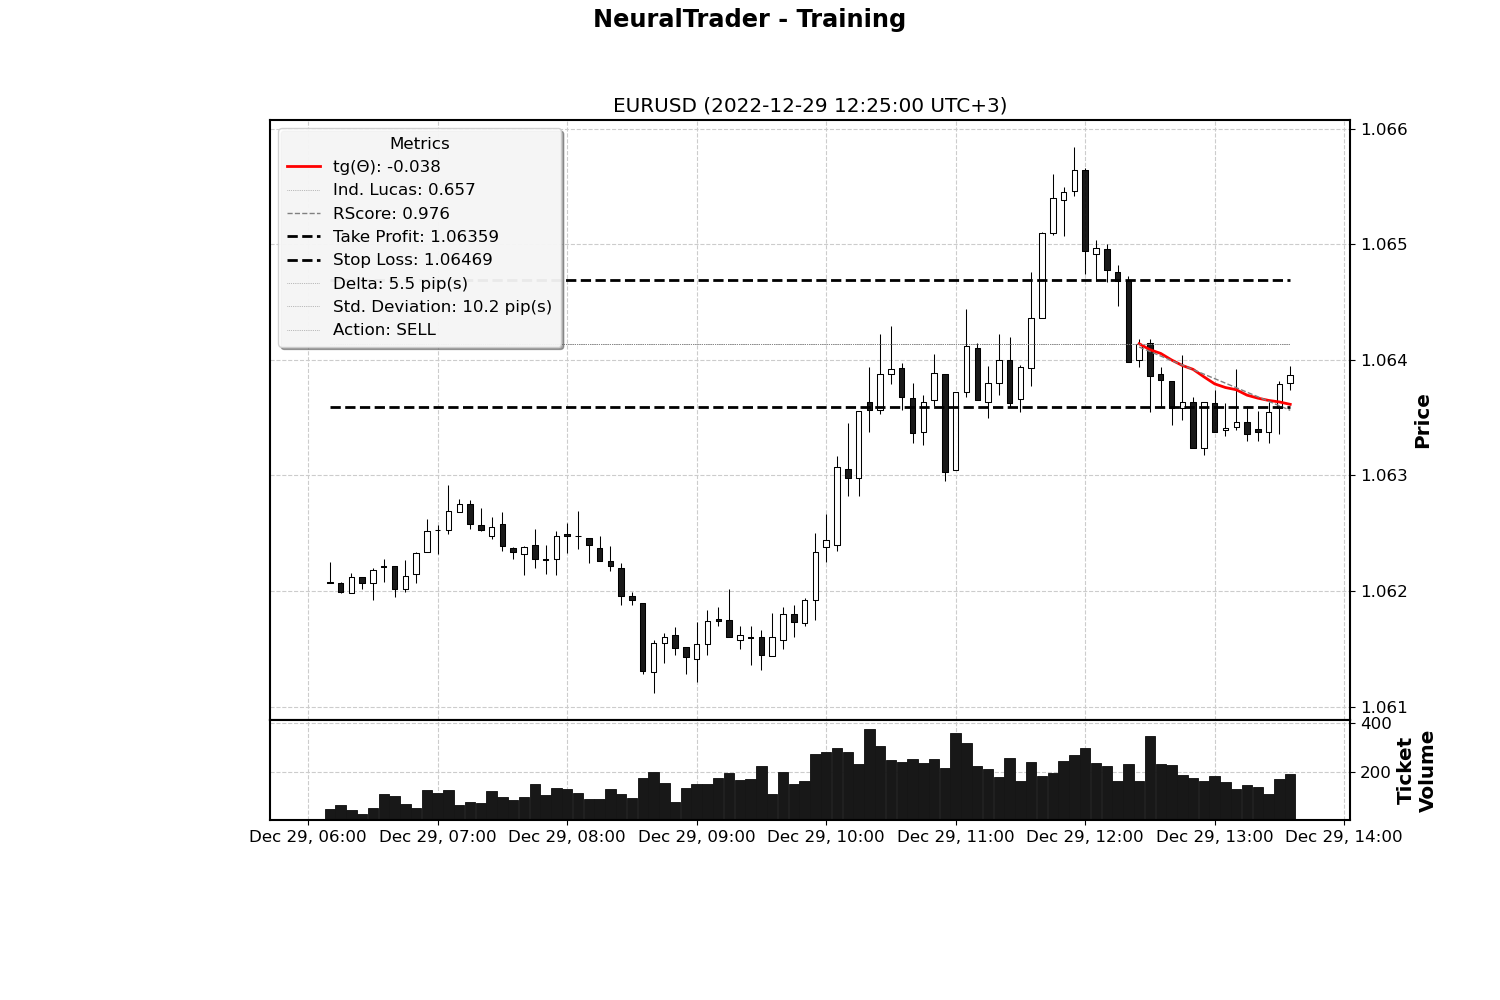 NeuralTrader - Training
EURUSD (2022-12-29 12:25:00 UTC+3)
Metrics
tg(Θ): -0.038
Ind. Lucas: 0.657
RScore: 0.976
Take Profit: 1.06359
Stop Loss: 1.06469
Delta: 5.5 pip(s)
Std. Deviation: 10.2 pip(s)
Action: SELL
1.066
1.065
1.064
1.063
1.062
1.061
Price
400
200
Ticket
Volume
Dec 29, 06:00
Dec 29, 07:00
Dec 29, 08:00
Dec 29, 09:00
Dec 29, 10:00
Dec 29, 11:00
Dec 29, 12:00
Dec 29, 13:00
Dec 29, 14:00